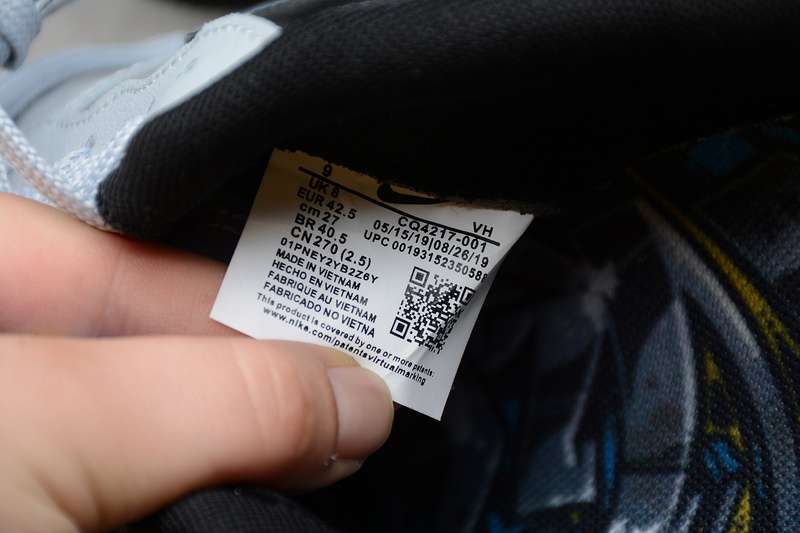 9
UK 8
EUR 42.5
cm 27
BR 40.5
CN 270 (2.5)
01PNEY2YB2Z6Y
MADE IN VIETNAM
HECHO EN VIETNAM
FABRIQUE AU VIETNAM
FABRICADO NO VIETNA
VH
CQ4217-001
05/15/19|08/26/19
UPC 00193152350588
This product is covered by one or more patents:
www.nike.com/patentsvirtualmarking